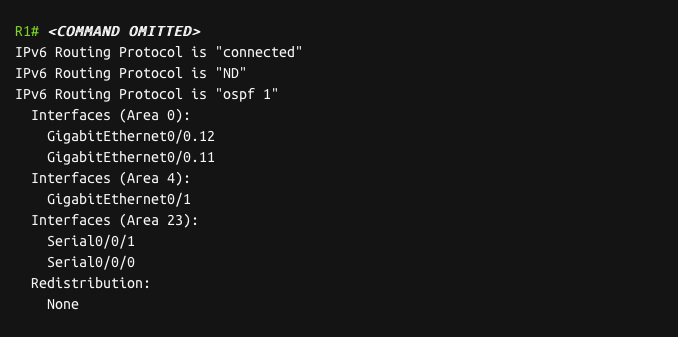 R1# <COMMAND OMITTED>
IPv6 Routing Protocol is "connected"
IPv6 Routing Protocol is "ND"
IPv6 Routing Protocol is "ospf 1"
Interfaces (Area 0):
GigabitEthernet0/0.12
GigabitEthernet0/0.11
Interfaces (Area 4):
GigabitEthernet0/1
Interfaces (Area 23):
Serial0/0/1
Serial0/0/0
Redistribution:
None